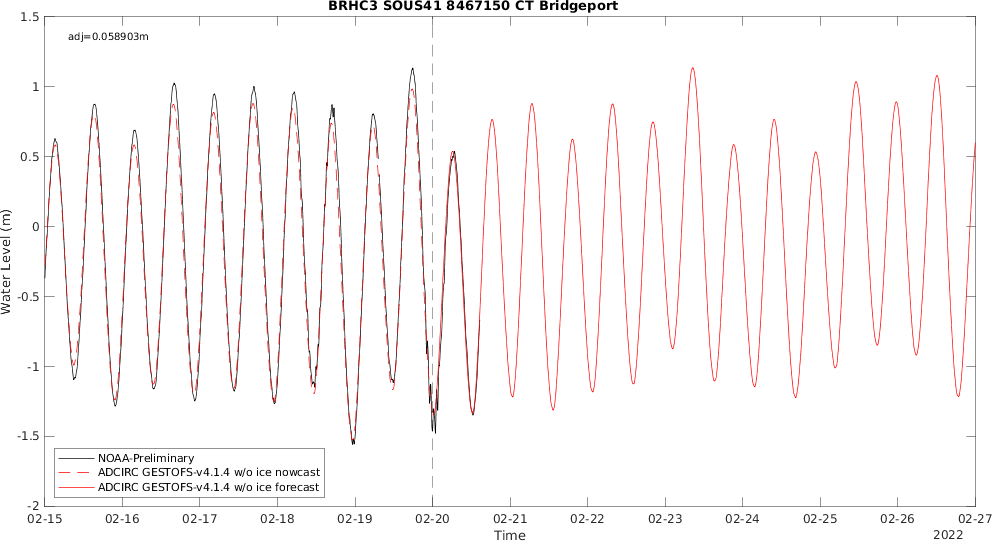 BRHC3 SOUS41 8467150 CT Bridgeport
adj=0.058903m
1.5
1
0.5
0
-0.5
-1
-1.5
-2
Water Level (m)
NOAA-Preliminary
ADCIRC GESTOFS-v4.1.4 w/o ice nowcast
ADCIRC GESTOFS-v4.1.4 w/o ice forecast
02-15 02-16 02-17 02-18 02-19 02-20 02-21 02-22 02-23 02-24 02-25 02-26 02-27
Time
2022